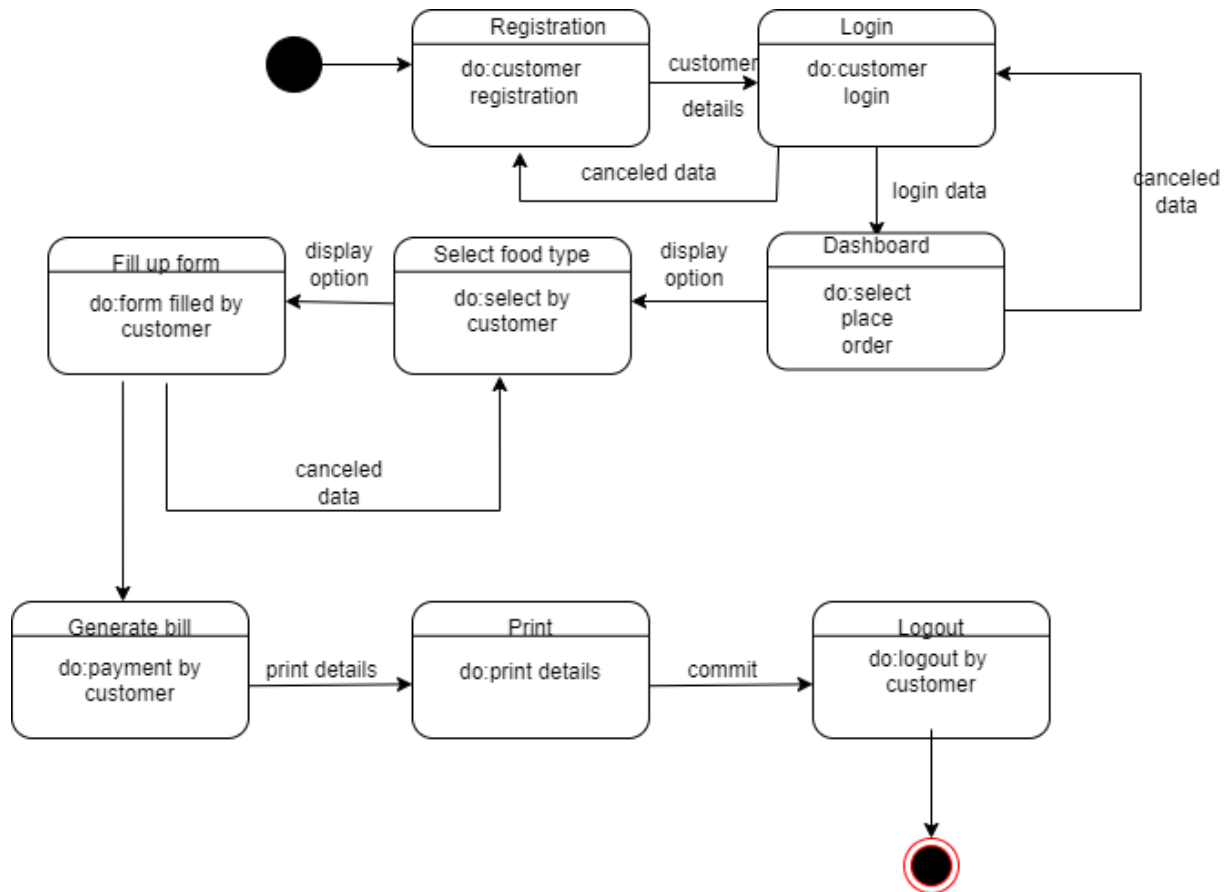 Registration
do:customer
registration
customer
details
Login
do:customer
login
canceled data
login data
canceled
data
Fill up form
do:form filled by
customer
display
option
Select food type
do:select by
customer
display
option
Dashboard
do:select
place
order
canceled
data
Generate bill
do:payment by
customer
print details
Print
do:print details
commit
Logout
do:logout by
customer